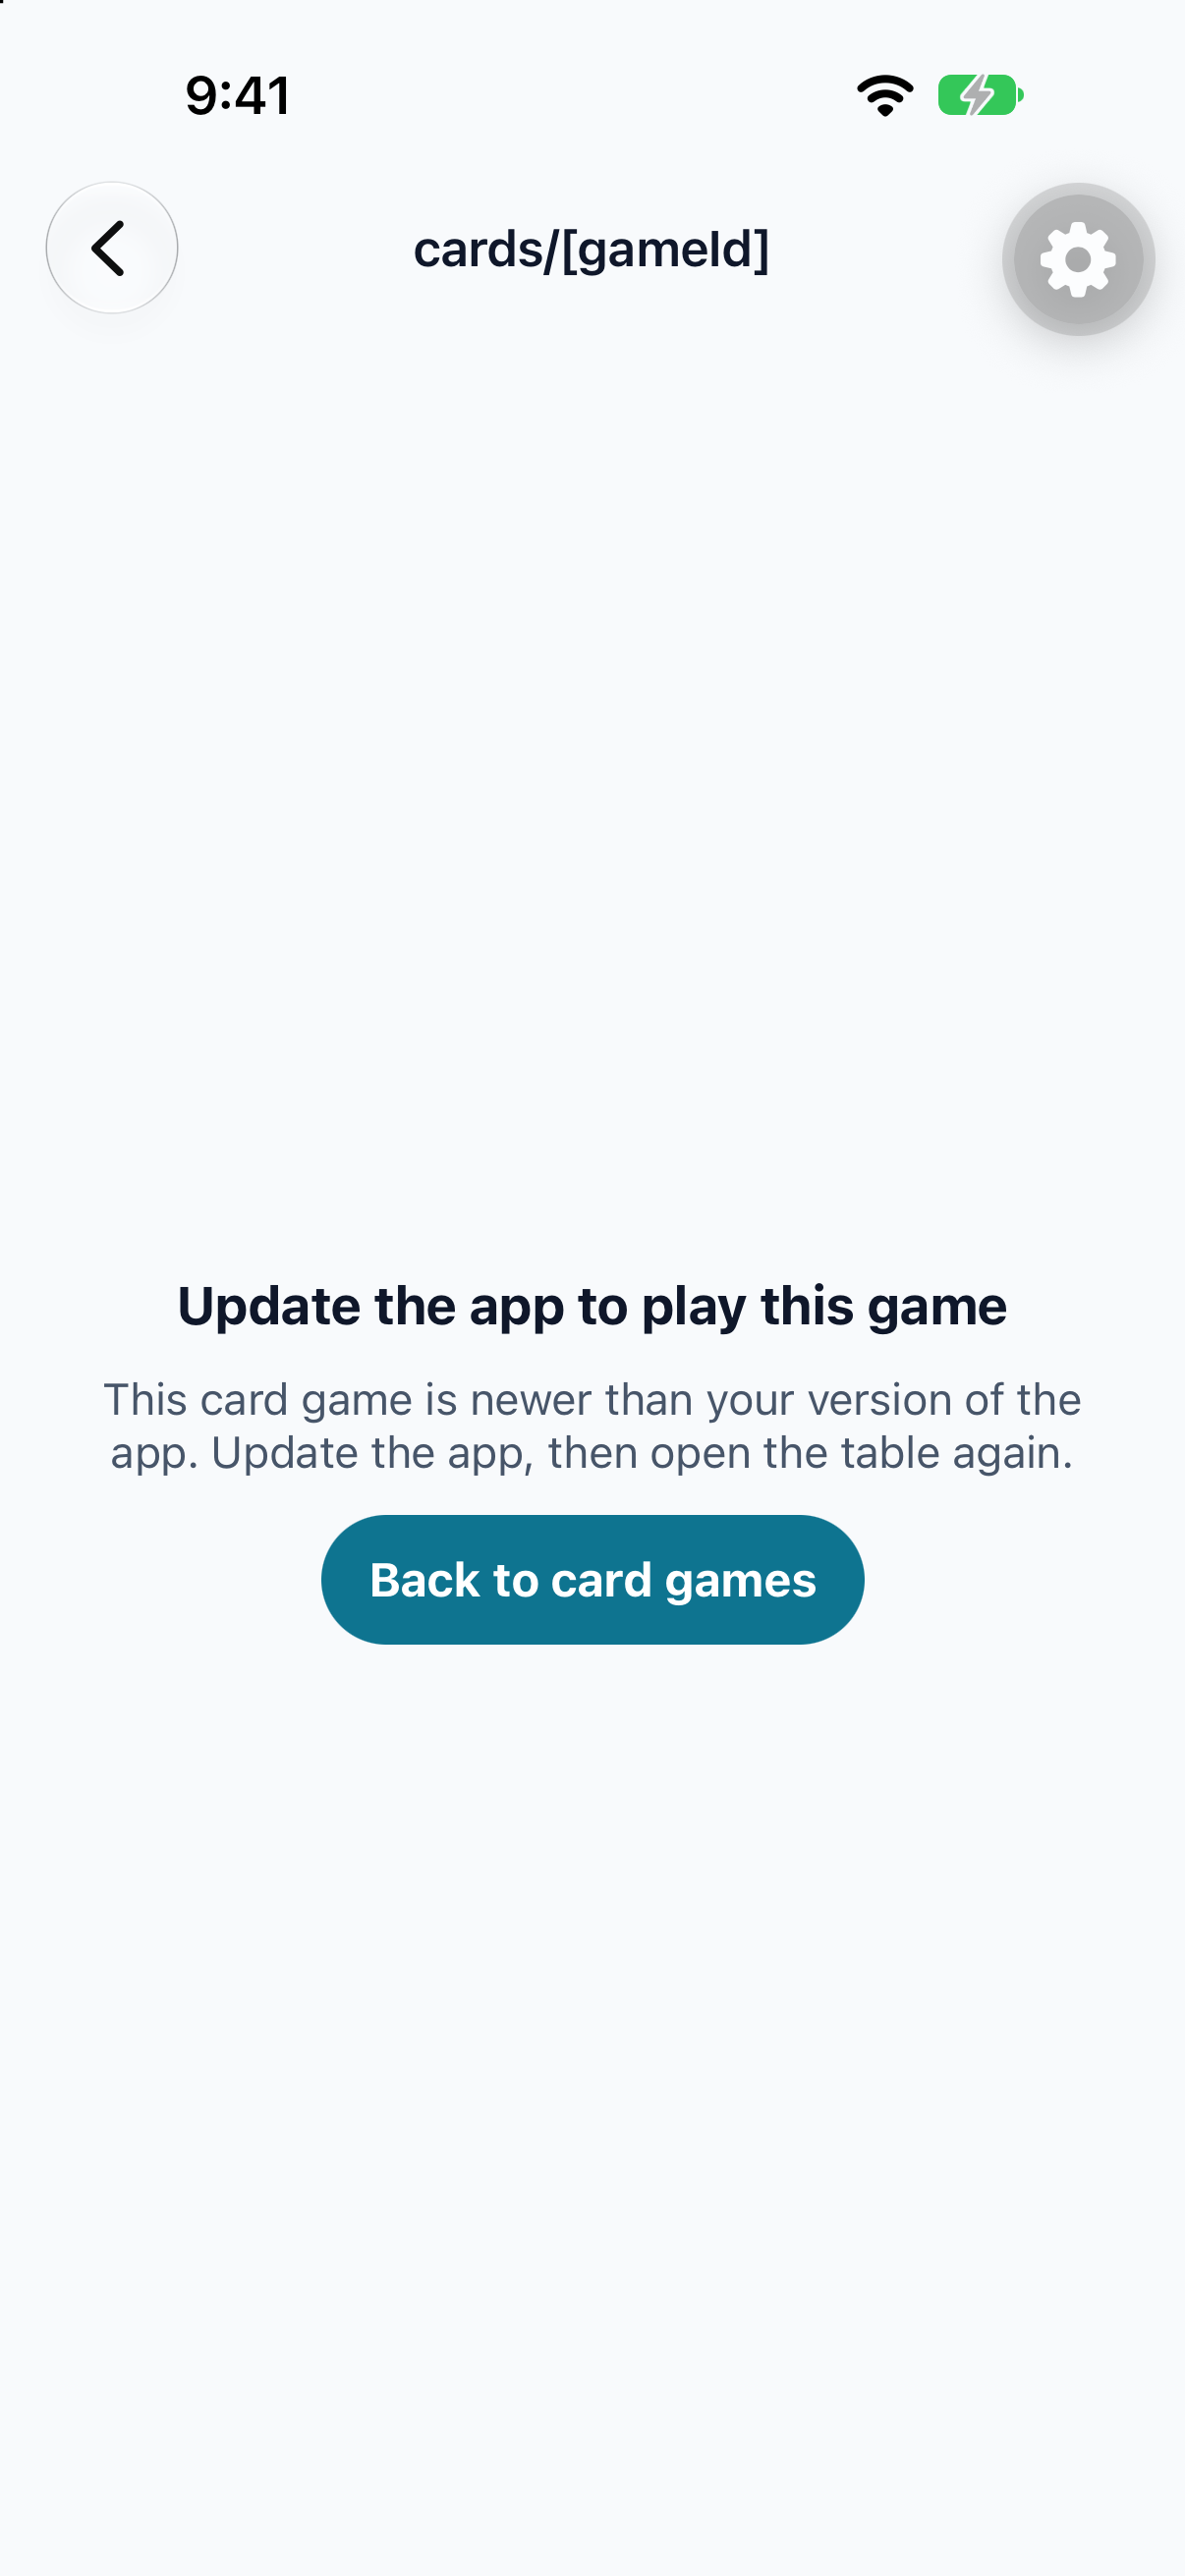 9:41
cards/[gameId]
Update the app to play this game
This card game is newer than your version of the
app. Update the app, then open the table again.
Back to card games